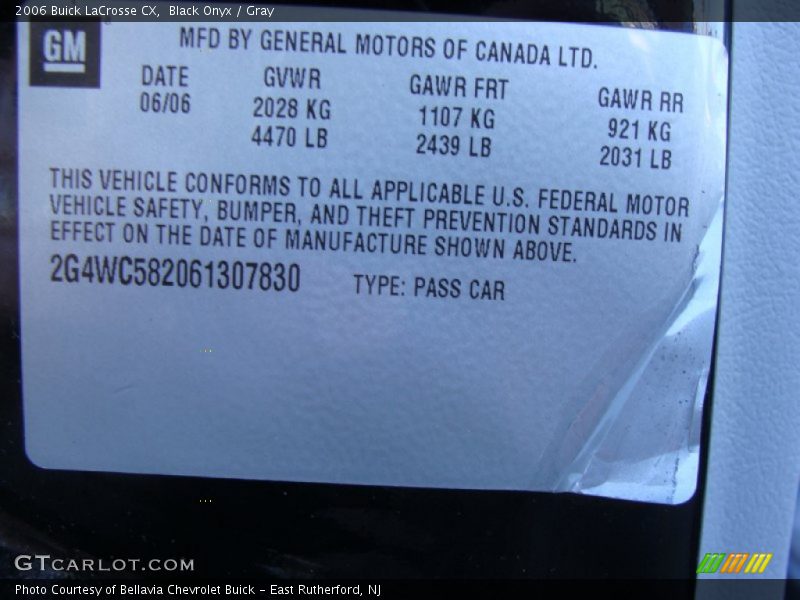 2006 Buick LaCrosse CX, Black Onyx / Gray
GM
MFD BY GENERAL MOTORS OF CANADA LTD.
DATE GVWR GAWR FRT GAWR RR
06/06 2028 KG 1107 KG 921 KG
4470 LB 2439 LB 2031 LB
THIS VEHICLE CONFORMS TO ALL APPLICABLE U.S. FEDERAL MOTOR
VEHICLE SAFETY, BUMPER, AND THEFT PREVENTION STANDARDS IN
EFFECT ON THE DATE OF MANUFACTURE SHOWN ABOVE.
2G4WC582061307830 TYPE: PASS CAR
GTCARLOT.COM
Photo Courtesy of Bellavia Chevrolet Buick - East Rutherford, NJ